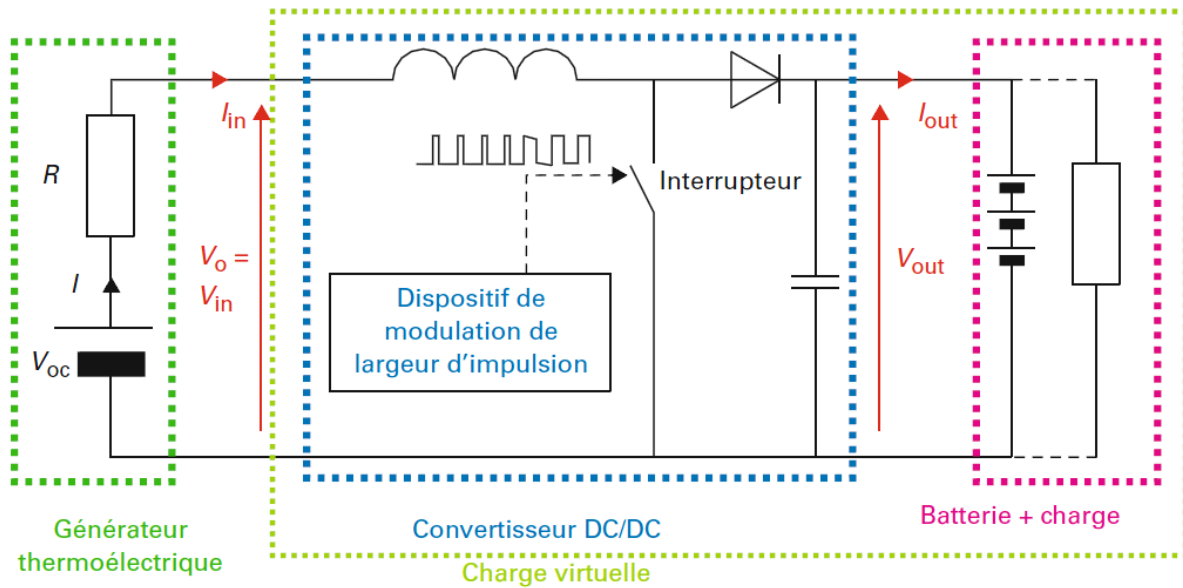 R
I
V_oc
I_in
V_o =
V_in
Interrupteur
Dispositif de
modulation de
largeur d’impulsion
V_out
I_out
Générateur
thermoélectrique
Convertisseur DC/DC
Batterie + charge
Charge virtuelle